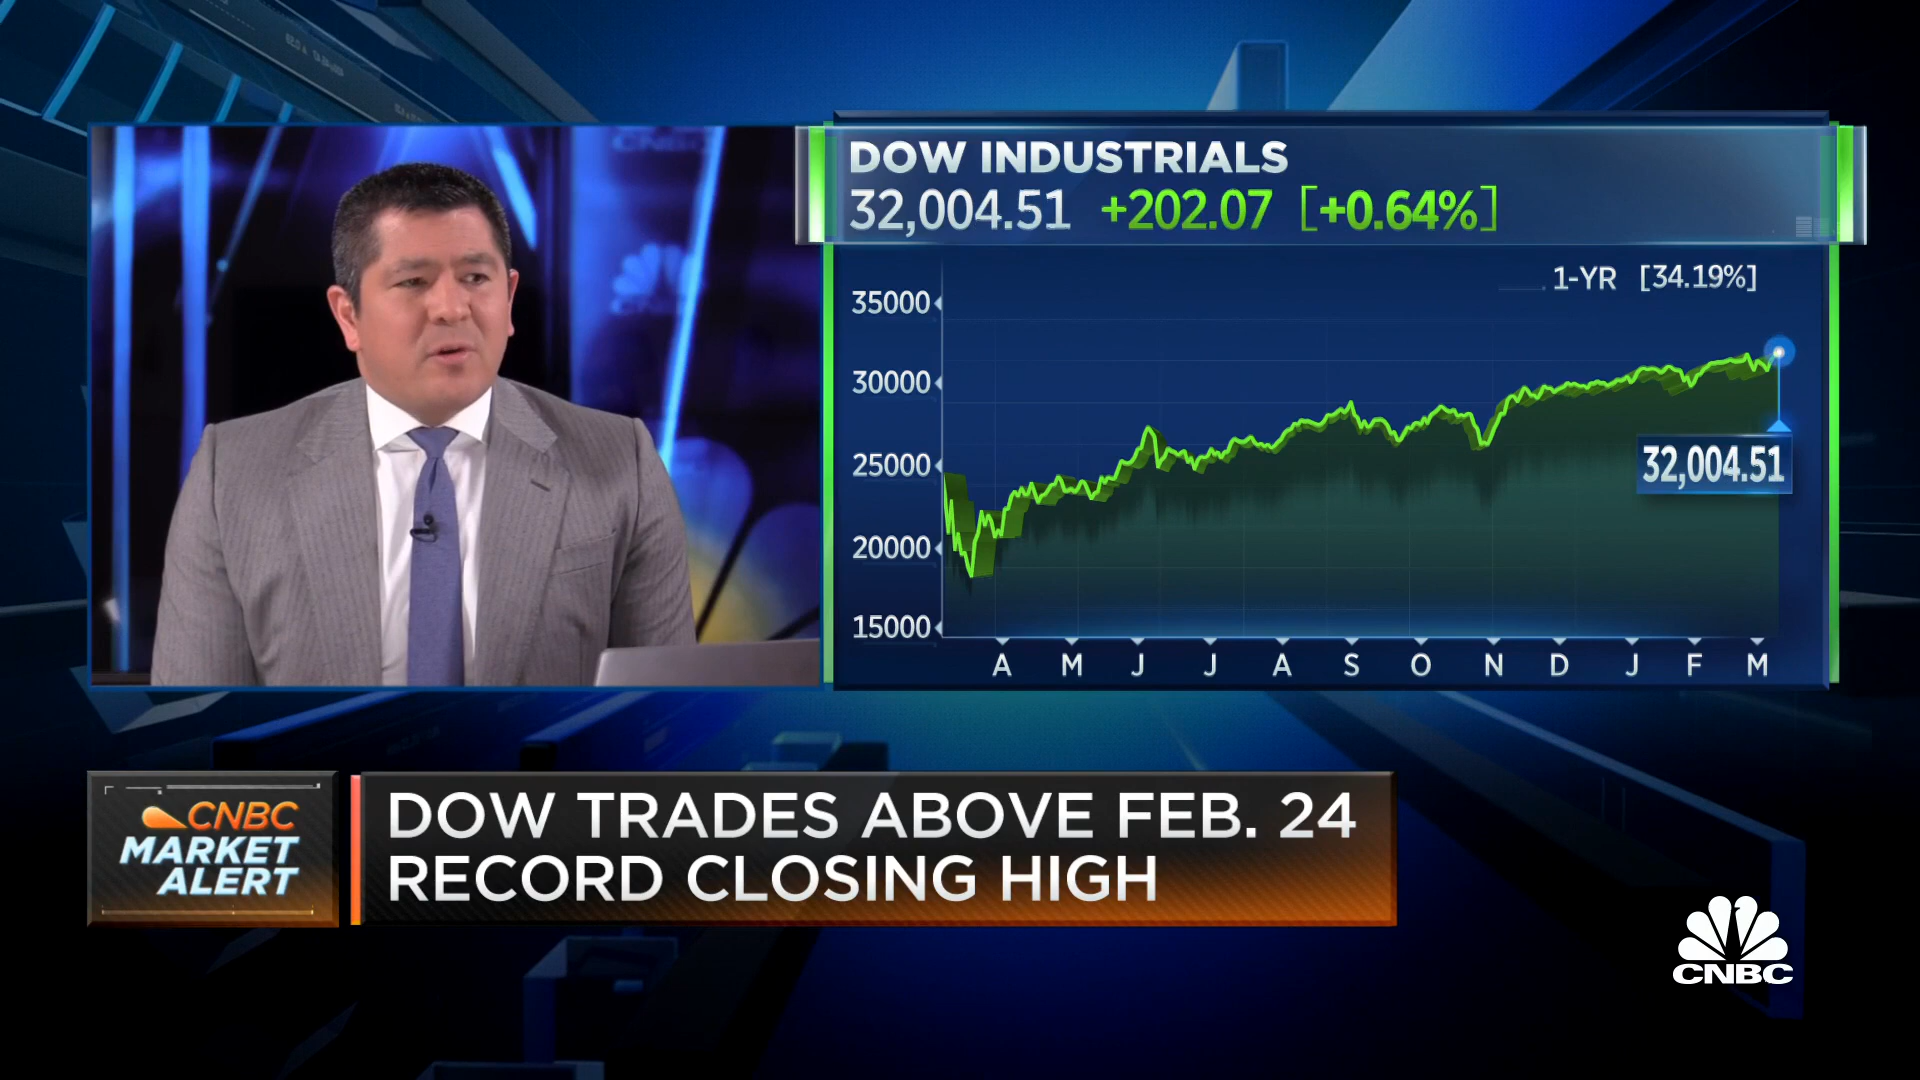 DOW INDUSTRIALS
32,004.51 +202.07 [+0.64%]
1-YR [34.19%]
35000
30000
25000
20000
15000
32,004.51
A M J J A S O N D J F M
CNBC
MARKET
ALERT
DOW TRADES ABOVE FEB. 24
RECORD CLOSING HIGH
CNBC
CNBC